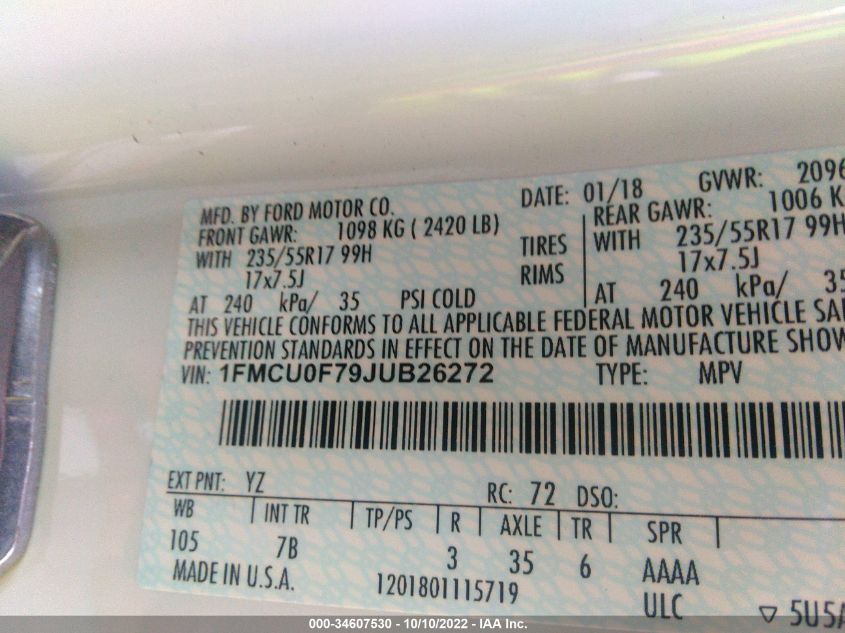 MFD. BY FORD MOTOR CO. DATE: 01/18 GVWR: 2096
FRONT GAWR: 1098 KG ( 2420 LB) REAR GAWR: 1006 K
WITH 235/55R17 99H TIRES WITH 235/55R17 99H
17x7.5J RIMS 17x7.5J
AT 240 kPa/ 35 PSI COLD AT 240 kPa/ 35
THIS VEHICLE CONFORMS TO ALL APPLICABLE FEDERAL MOTOR VEHICLE SA
PREVENTION STANDARDS IN EFFECT ON THE DATE OF MANUFACTURE SHOW
VIN: 1FMCU0F79JUB26272 TYPE: MPV
EXT PNT: YZ RC: 72 DSO:
WB INT TR TP/PS R AXLE TR SPR
105 7B 3 35 6 AAAA
MADE IN U.S.A. 1201801115719 ULC 5U5A
000-34607530 - 10/10/2022 - IAA Inc.